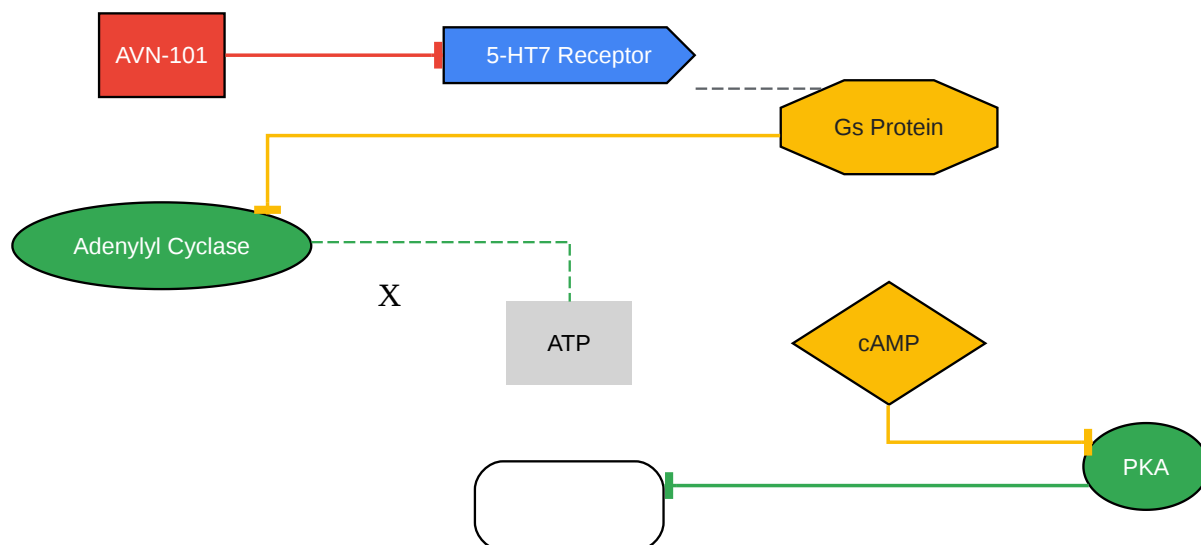 AVN-101
5-HT7 Receptor
Gs Protein
Adenylyl Cyclase
X
ATP
cAMP
PKA